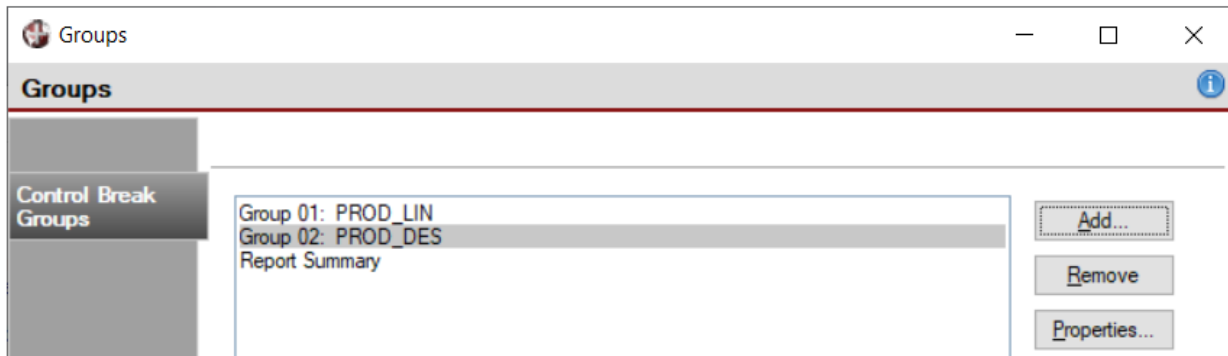 Groups
Groups
Control Break
Groups
Group 01:  PROD_LIN
Group 02:  PROD_DES
Report Summary
Add...
Remove
Properties...